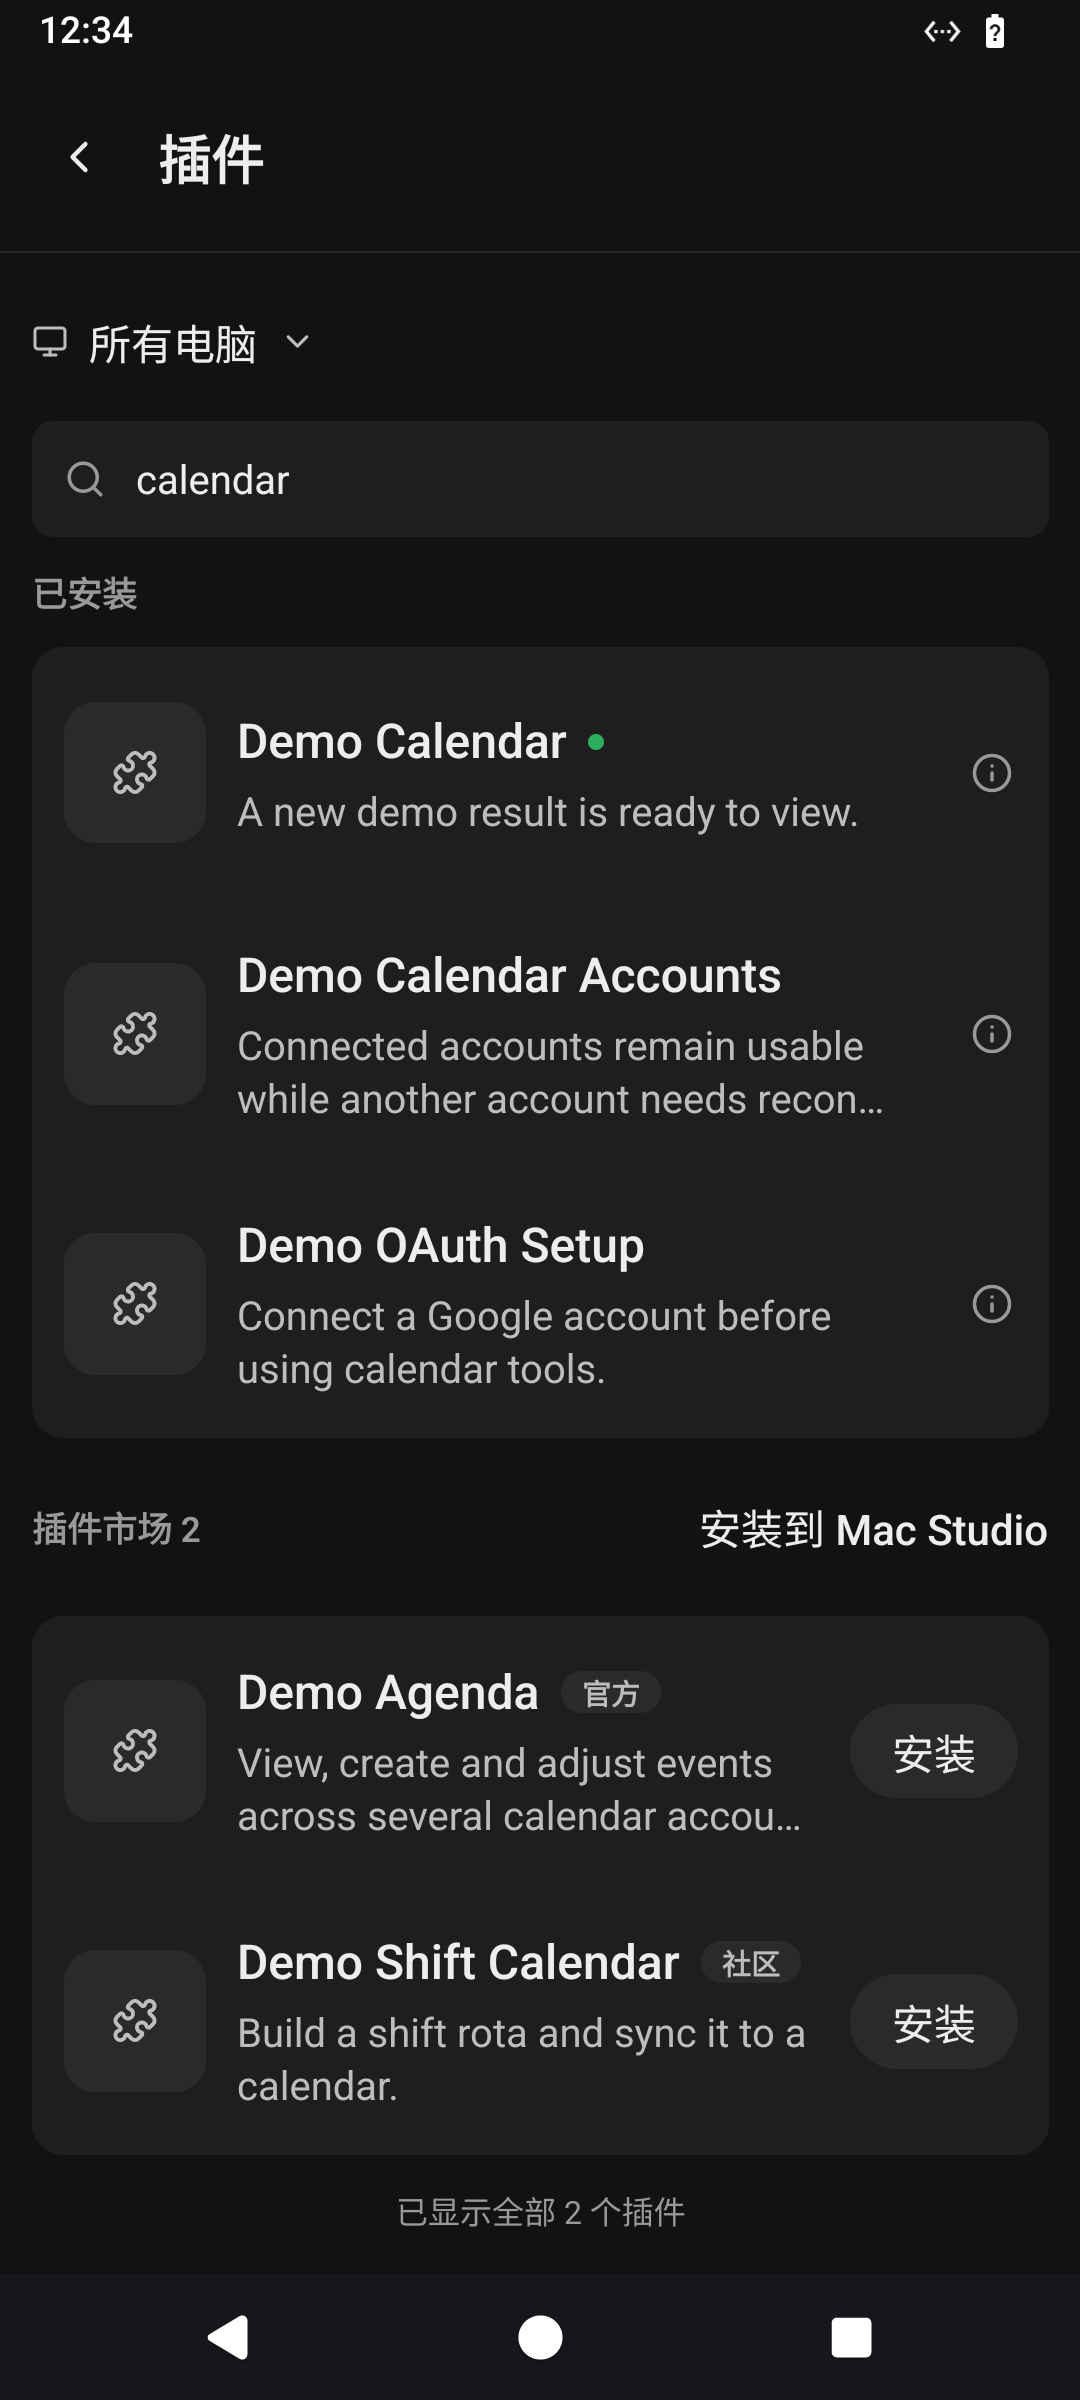 12:34
插件
所有电脑
calendar
已安装
Demo Calendar
A new demo result is ready to view.
Demo Calendar Accounts
Connected accounts remain usable
while another account needs recon…
Demo OAuth Setup
Connect a Google account before
using calendar tools.
插件市场 2
安装到 Mac Studio
Demo Agenda 官方
View, create and adjust events
across several calendar accou…
安装
Demo Shift Calendar 社区
Build a shift rota and sync it to a
calendar.
安装
已显示全部 2 个插件